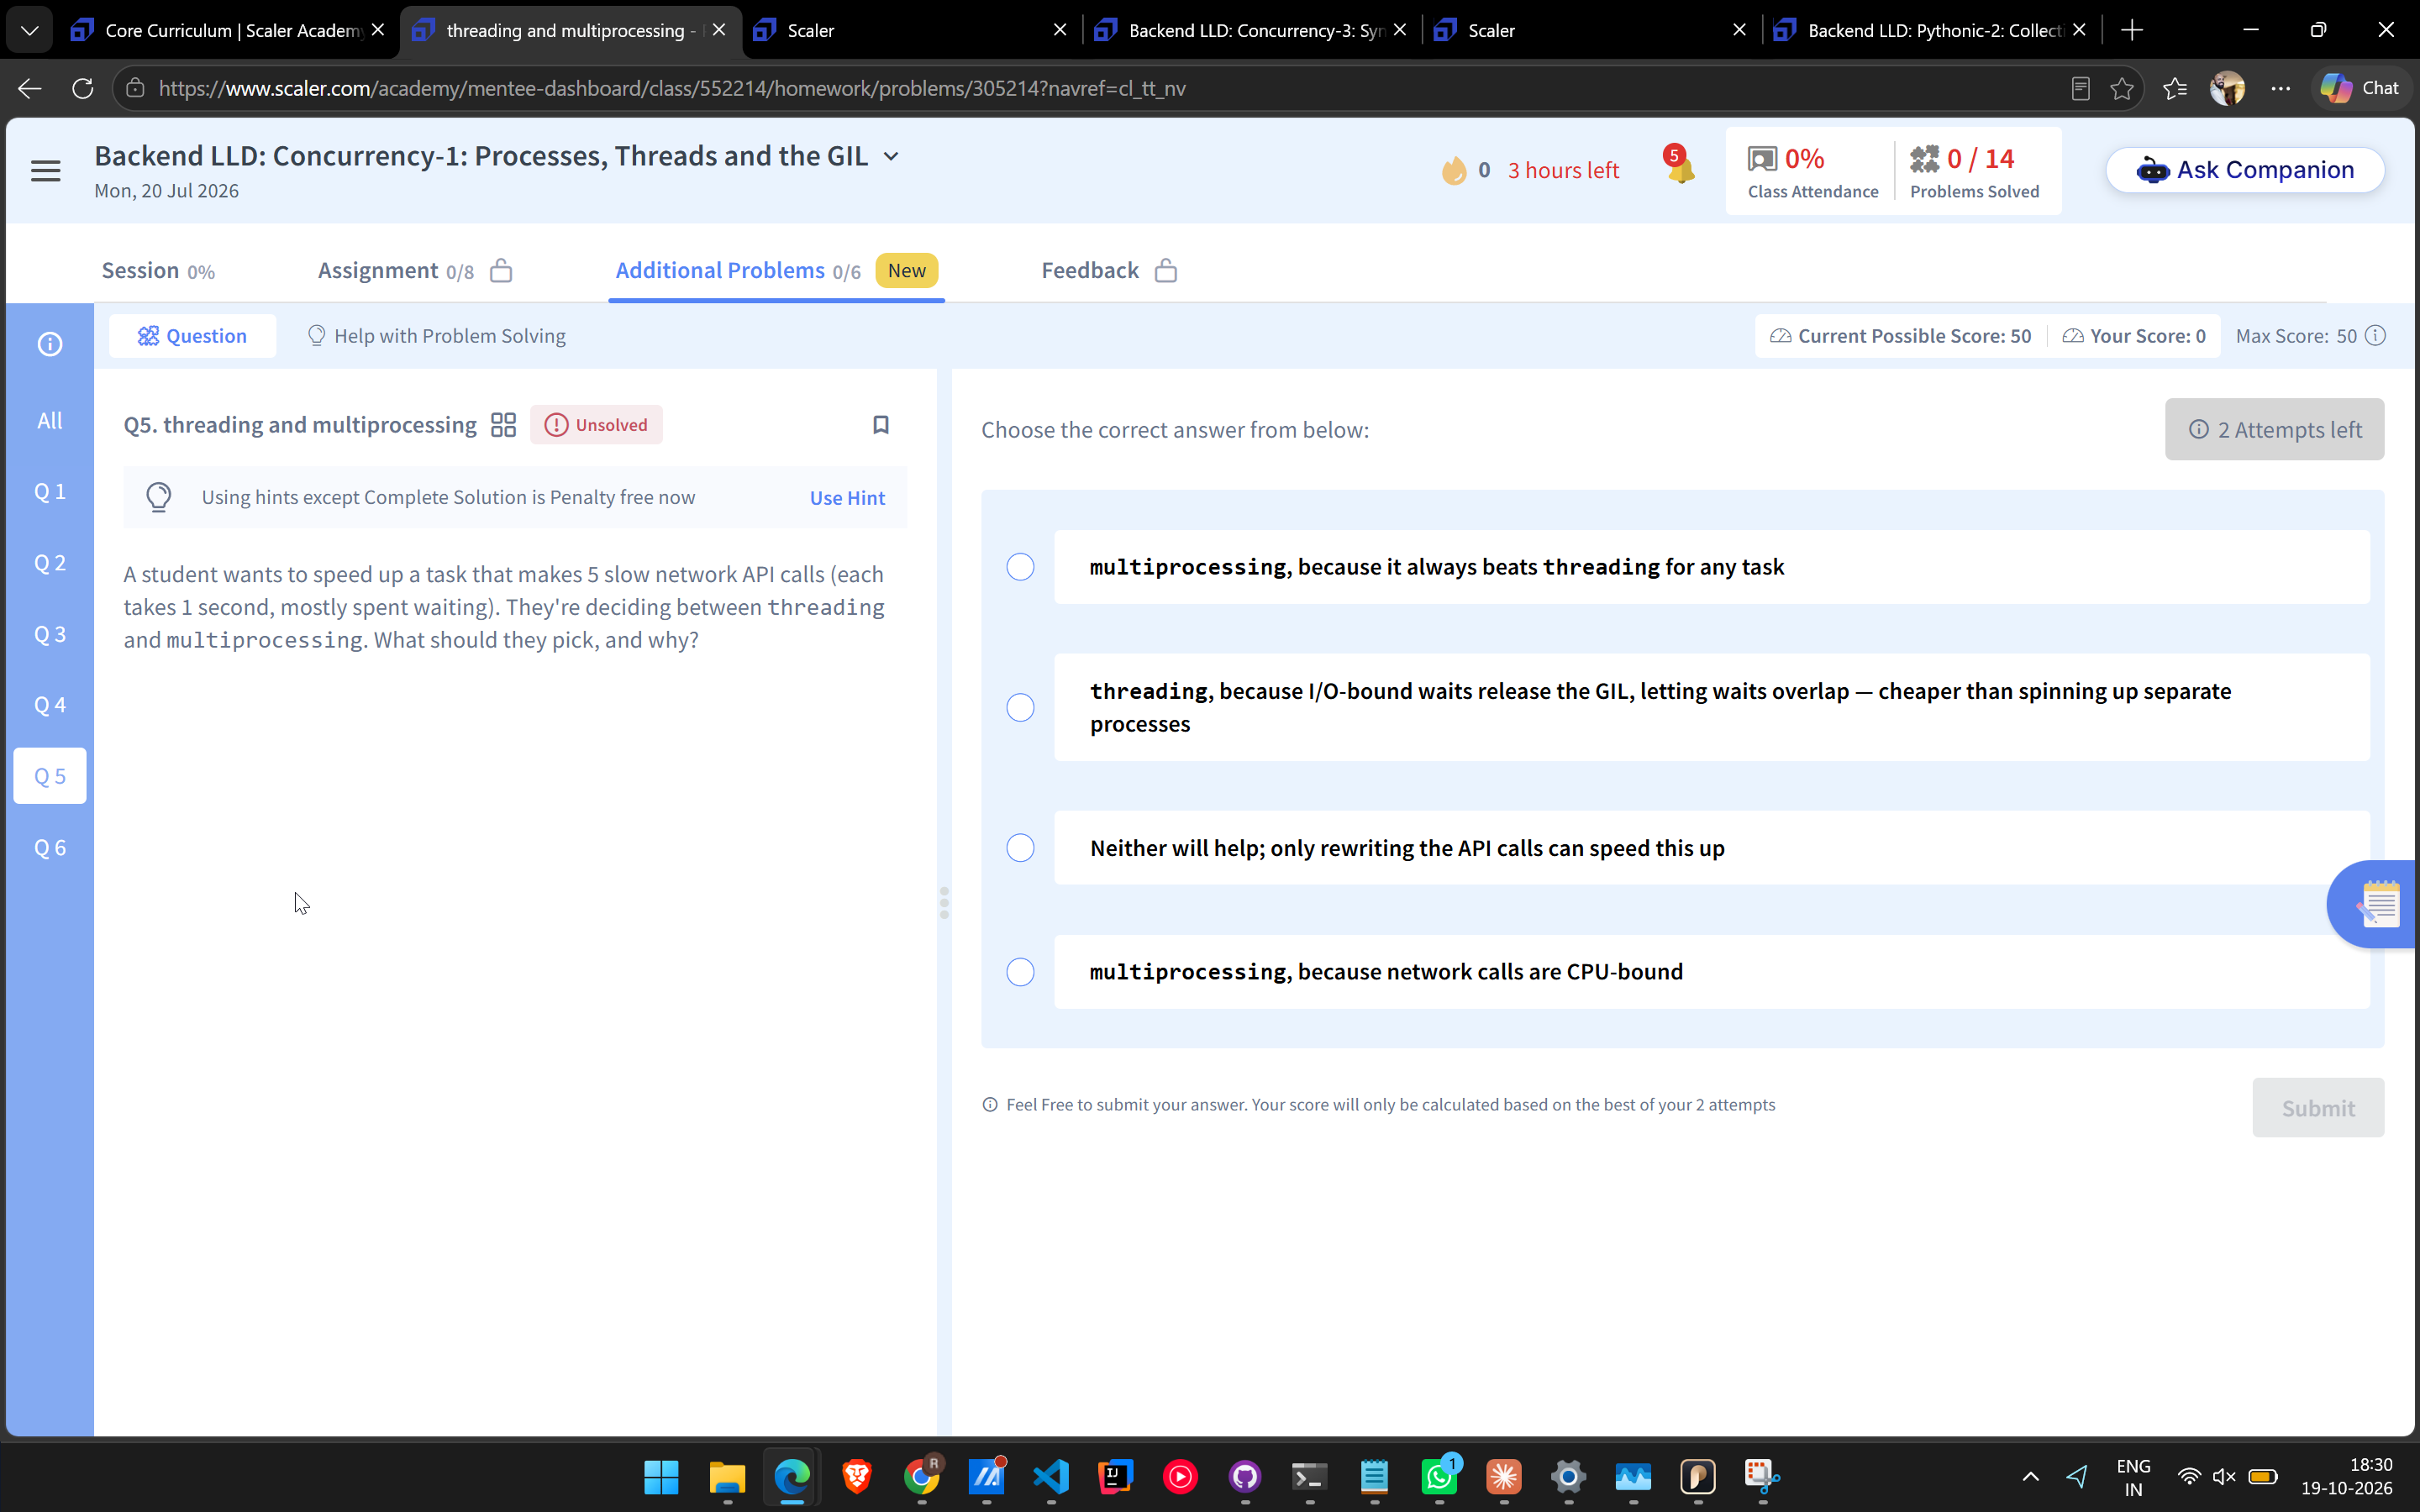 Core Curriculum | Scaler Academy
threading and multiprocessing -
Scaler
Backend LLD: Concurrency-3: Syn
Scaler
Backend LLD: Pythonic-2: Collecti
https://www.scaler.com/academy/mentee-dashboard/class/552214/homework/problems/305214?navref=cl_tt_nv
Chat
Backend LLD: Concurrency-1: Processes, Threads and the GIL
Mon, 20 Jul 2026
0 3 hours left
5
0%
Class Attendance
0 / 14
Problems Solved
Ask Companion
Session 0%
Assignment 0/8
Additional Problems 0/6 New
Feedback
Question
Help with Problem Solving
Current Possible Score: 50
Your Score: 0
Max Score: 50
All
Q 1
Q 2
Q 3
Q 4
Q 5
Q 6
Q5. threading and multiprocessing
Unsolved
Using hints except Complete Solution is Penalty free now
Use Hint
A student wants to speed up a task that makes 5 slow network API calls (each
takes 1 second, mostly spent waiting). They're deciding between threading
and multiprocessing. What should they pick, and why?
Choose the correct answer from below:
2 Attempts left
multiprocessing, because it always beats threading for any task
threading, because I/O-bound waits release the GIL, letting waits overlap — cheaper than spinning up separate
processes
Neither will help; only rewriting the API calls can speed this up
multiprocessing, because network calls are CPU-bound
Feel Free to submit your answer. Your score will only be calculated based on the best of your 2 attempts
Submit
R
IJ
1
ENG
IN
18:30
19-10-2026